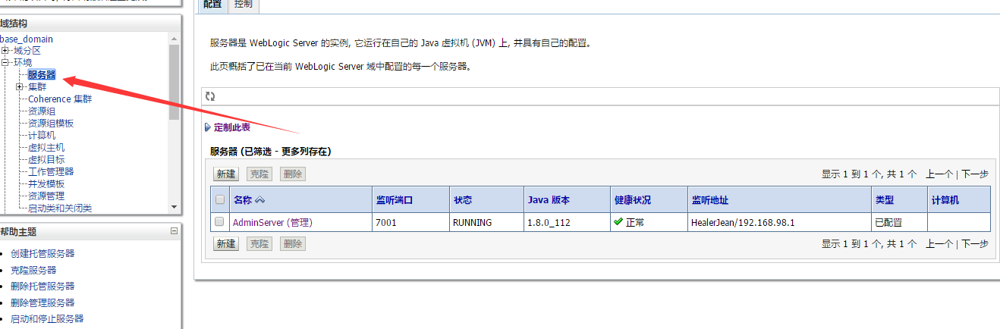 配置 控制
域结构
base_domain
域分区
环境
服务器
集群
Coherence 集群
资源组
资源组模板
计算机
虚拟主机
虚拟目标
工作管理器
并发模板
资源管理
启动类和关闭类
帮助主题
创建托管服务器
克隆服务器
删除托管服务器
删除管理服务器
启动和停止服务器
服务器是 WebLogic Server 的实例, 它运行在自己的 Java 虚拟机 (JVM) 上, 并具有自己的配置。
此页概括了已在当前 WebLogic Server 域中配置的每一个服务器。
定制此表
服务器 (已筛选 - 更多列存在)
新建 克隆 删除 显示 1 到 1 个, 共 1 个 上一个 | 下一步
名称 监听端口 状态 Java 版本 健康状况 监听地址 类型 计算机
AdminServer (管理) 7001 RUNNING 1.8.0_112 正常 HealerJean/192.168.98.1 已配置
新建 克隆 删除 显示 1 到 1 个, 共 1 个 上一个 | 下一步